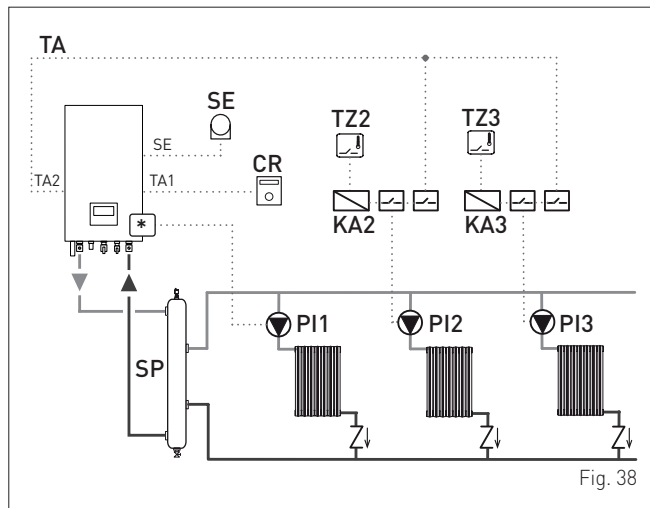 TA
SE
TZ2
TZ3
SE
CR
TA2
TA1
KA2
KA3
*
PI1
PI2
PI3
SP
Fig. 38